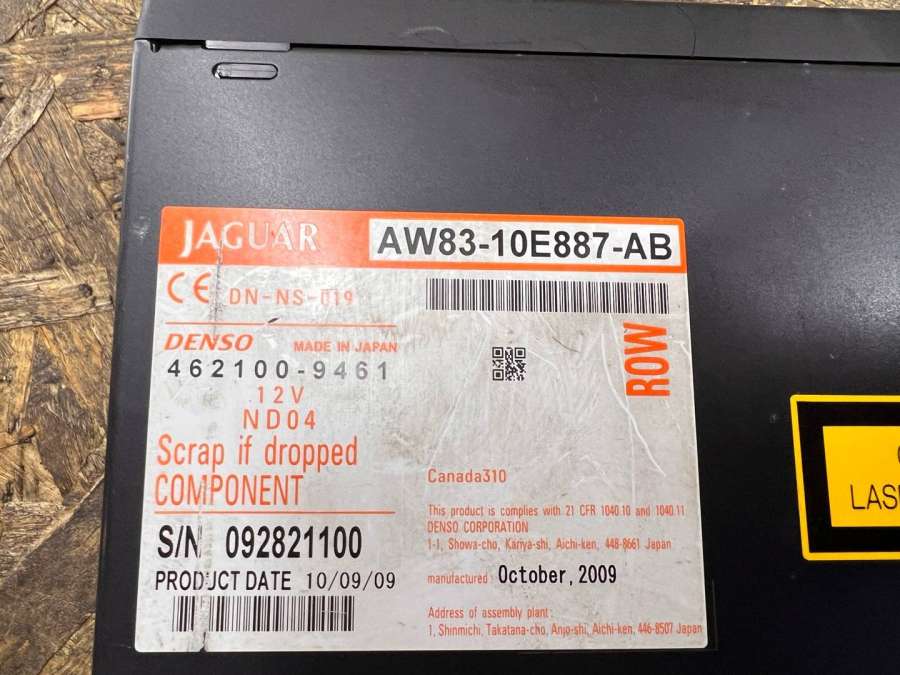 JAGUAR AW83-10E887-AB
CE DN-NS-019
DENSO MADE IN JAPAN
462100-9461
12V
ND04
ROW
Scrap if dropped
COMPONENT
S/N 092821100
PRODUCT DATE 10/09/09
Canada310
This product is complies with 21 CFR 1040.10 and 1040.11
DENSO CORPORATION
1-1, Showa-cho, Kariya-shi, Aichi-ken, 448-8661 Japan
manufactured: October, 2009
Address of assembly plant:
1, Shinmichi, Takatana-cho, Anjo-shi, Aichi-ken, 446-8507 Japan